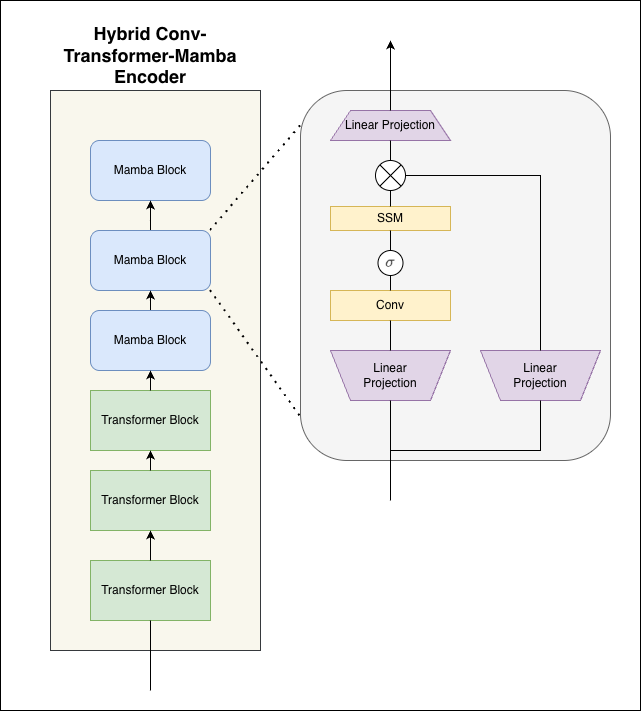 Hybrid Conv-
Transformer-Mamba
Encoder
Mamba Block
Mamba Block
Mamba Block
Transformer Block
Transformer Block
Transformer Block
Linear Projection
SSM
σ
Conv
Linear
Projection
Linear
Projection